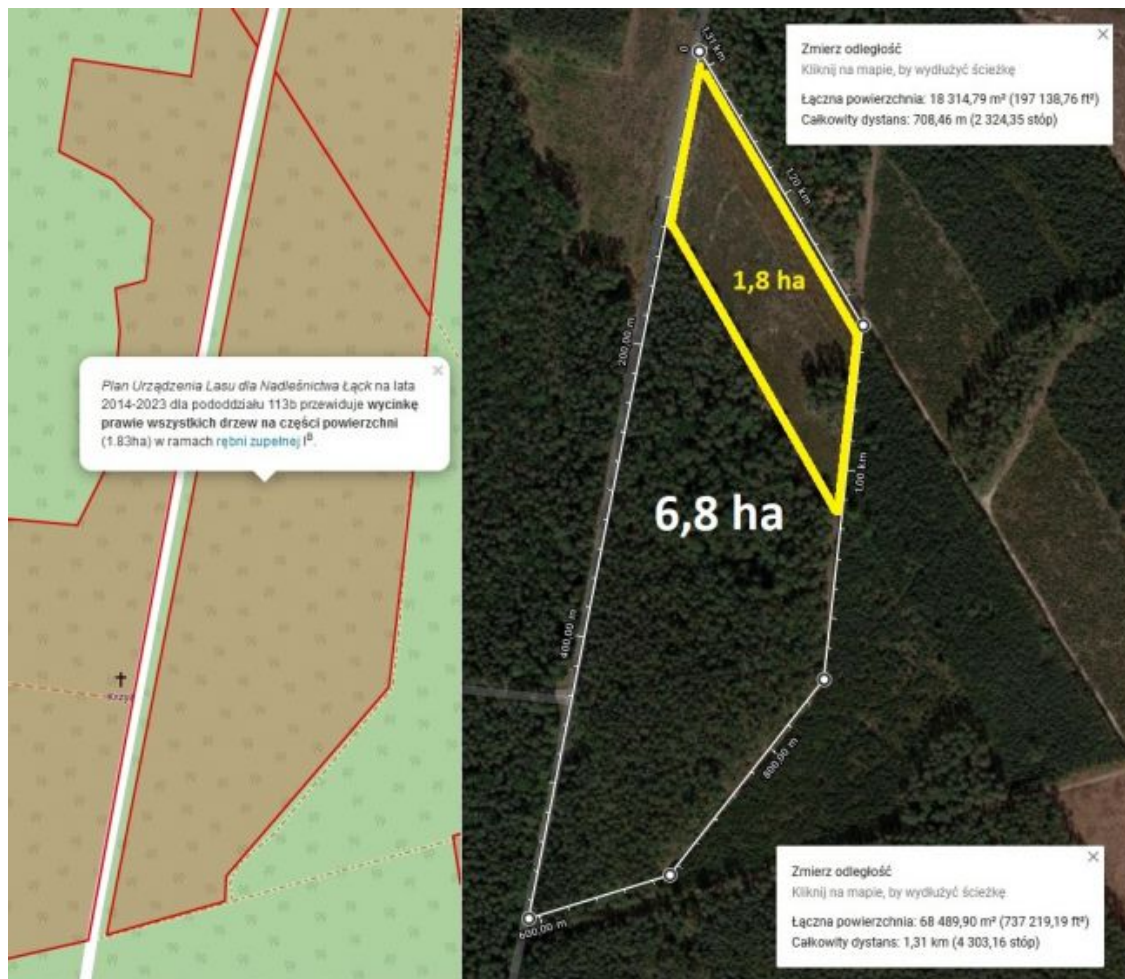 Plan Urządzenia Lasu dla Nadleśnictwa Łąck na lata
2014-2023 dla pododdziału 113b przewiduje wycinkę
prawie wszystkich drzew na części powierzchni
(1.83ha) w ramach rębni zupełnej Iᴮ.
Krzyż
Zmierz odległość
Kliknij na mapie, by wydłużyć ścieżkę
Łączna powierzchnia: 18 314,79 m² (197 138,76 ft²)
Całkowity dystans: 708,46 m (2 324,35 stóp)
0
1,31 km
1,20 km
1,8 ha
200,00 m
1,00 km
6,8 ha
400,00 m
800,00 m
600,00 m
Zmierz odległość
Kliknij na mapie, by wydłużyć ścieżkę
Łączna powierzchnia: 68 489,90 m² (737 219,19 ft²)
Całkowity dystans: 1,31 km (4 303,16 stóp)